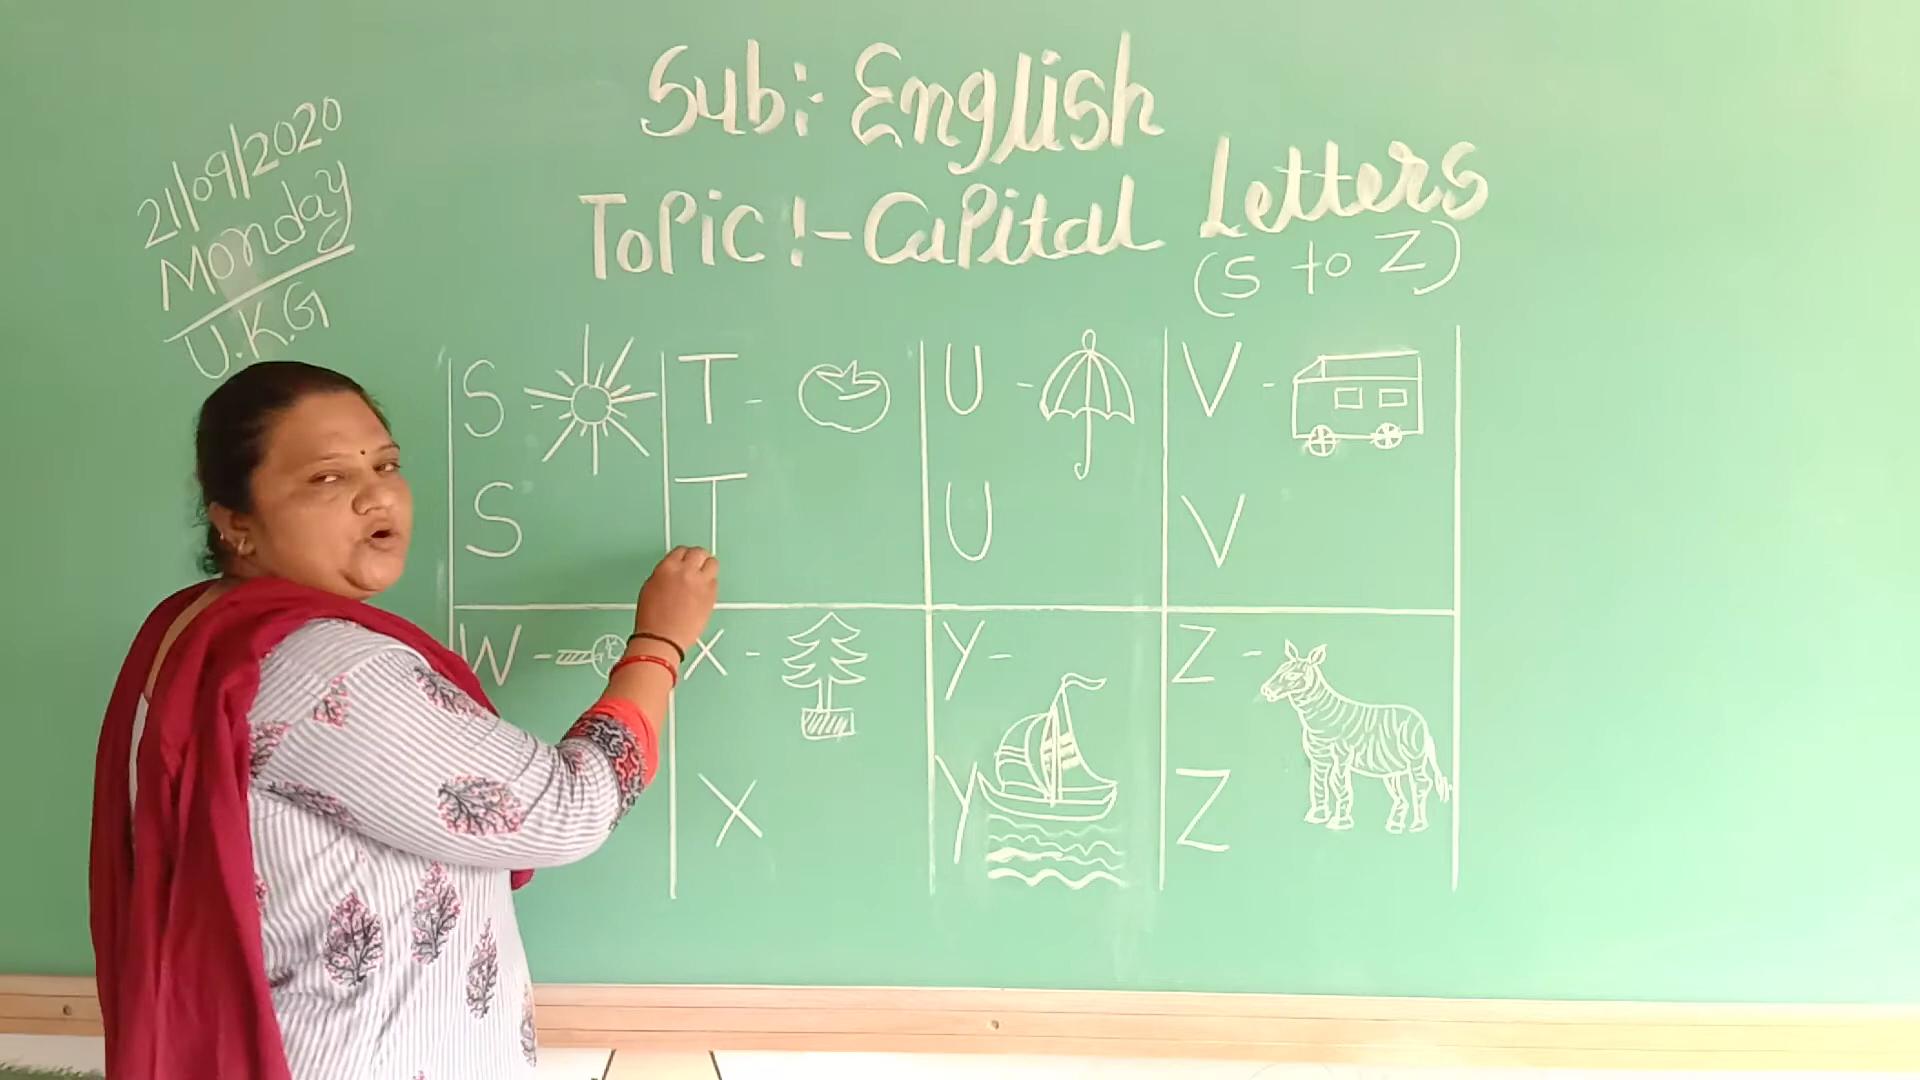 21/09/2020
Monday
U.K.G
Sub:- English
Topic :- Capital Letters
(S to Z)
S - T - U - V -
S T U V
W - X - Y - Z -
X Y Z